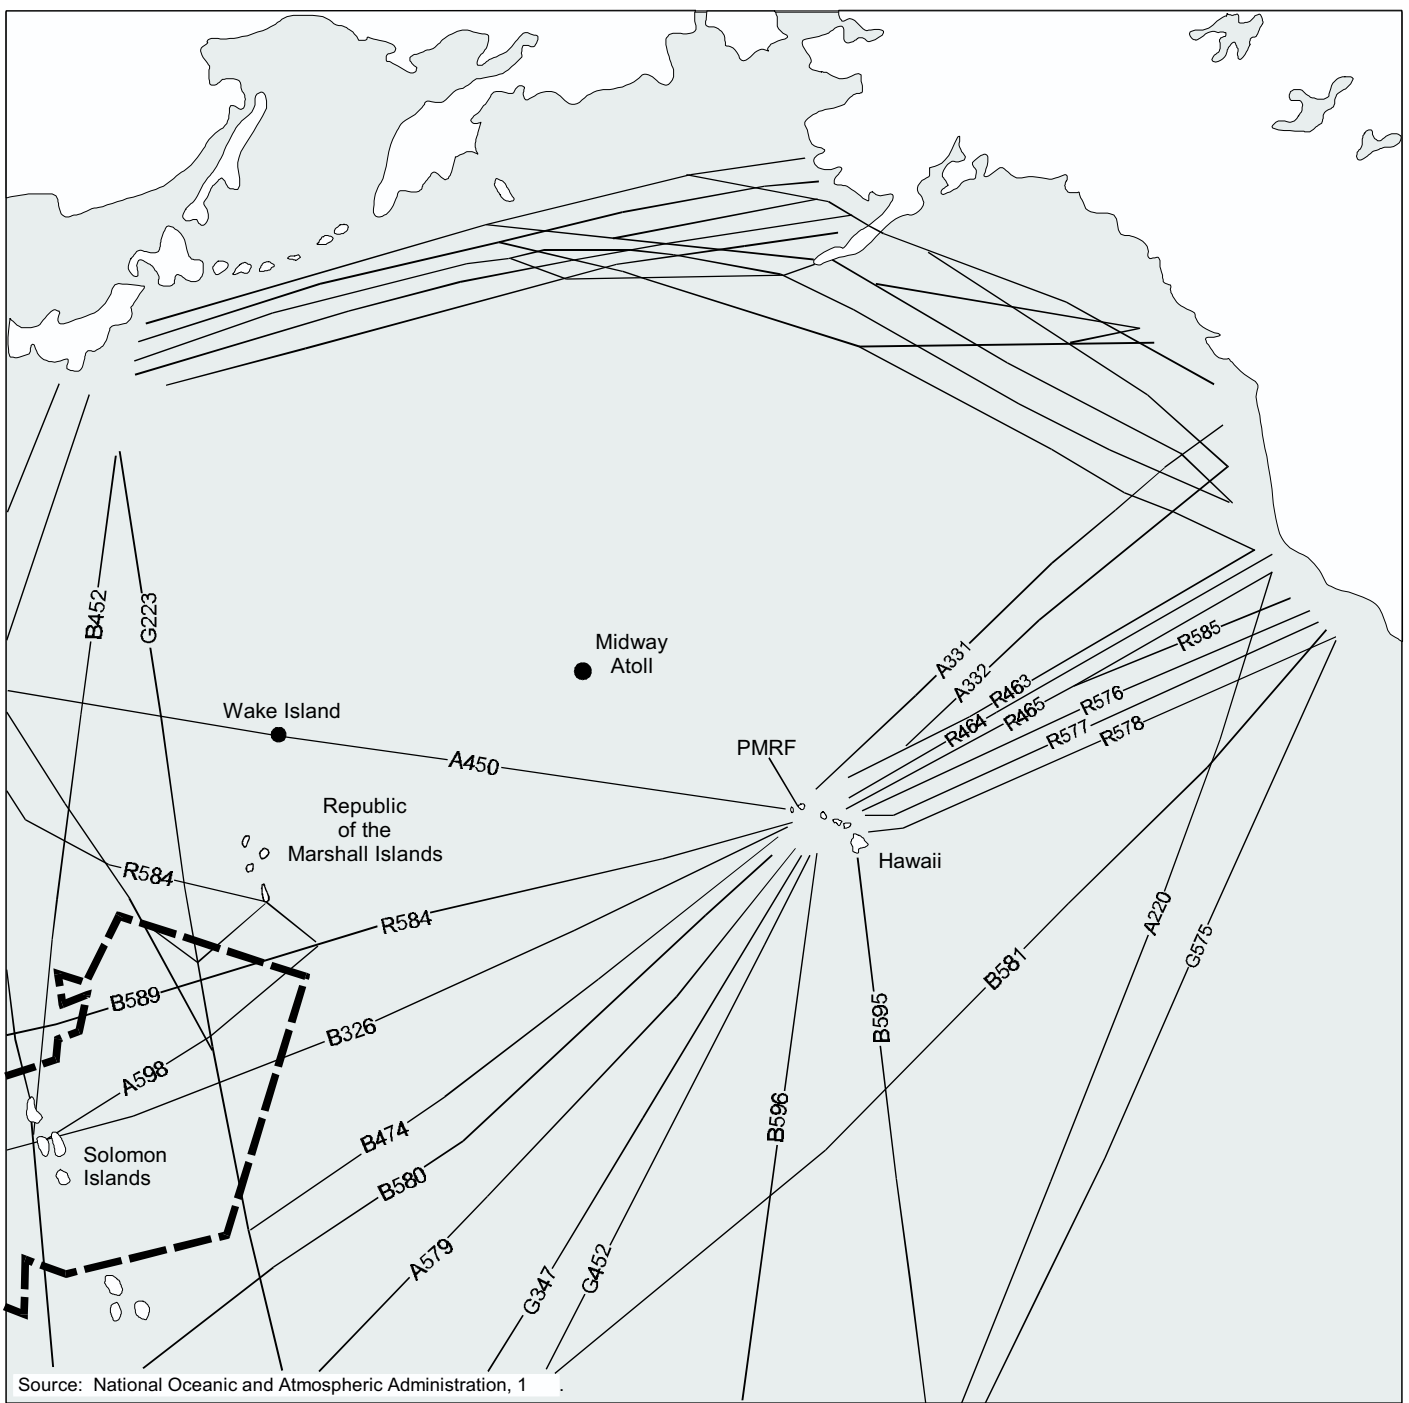 B452
G223
Midway
Atoll
Wake Island
A450
PMRF
A331
A332
R463
R464
R465
R585
R576
R577
R578
Republic
of the
Marshall Islands
Hawaii
R584
R584
B589
B326
A598
B474
B580
A579
G347
G452
B596
B595
B581
A220
G575
Solomon
Islands
Source: National Oceanic and Atmospheric Administration, 1 .